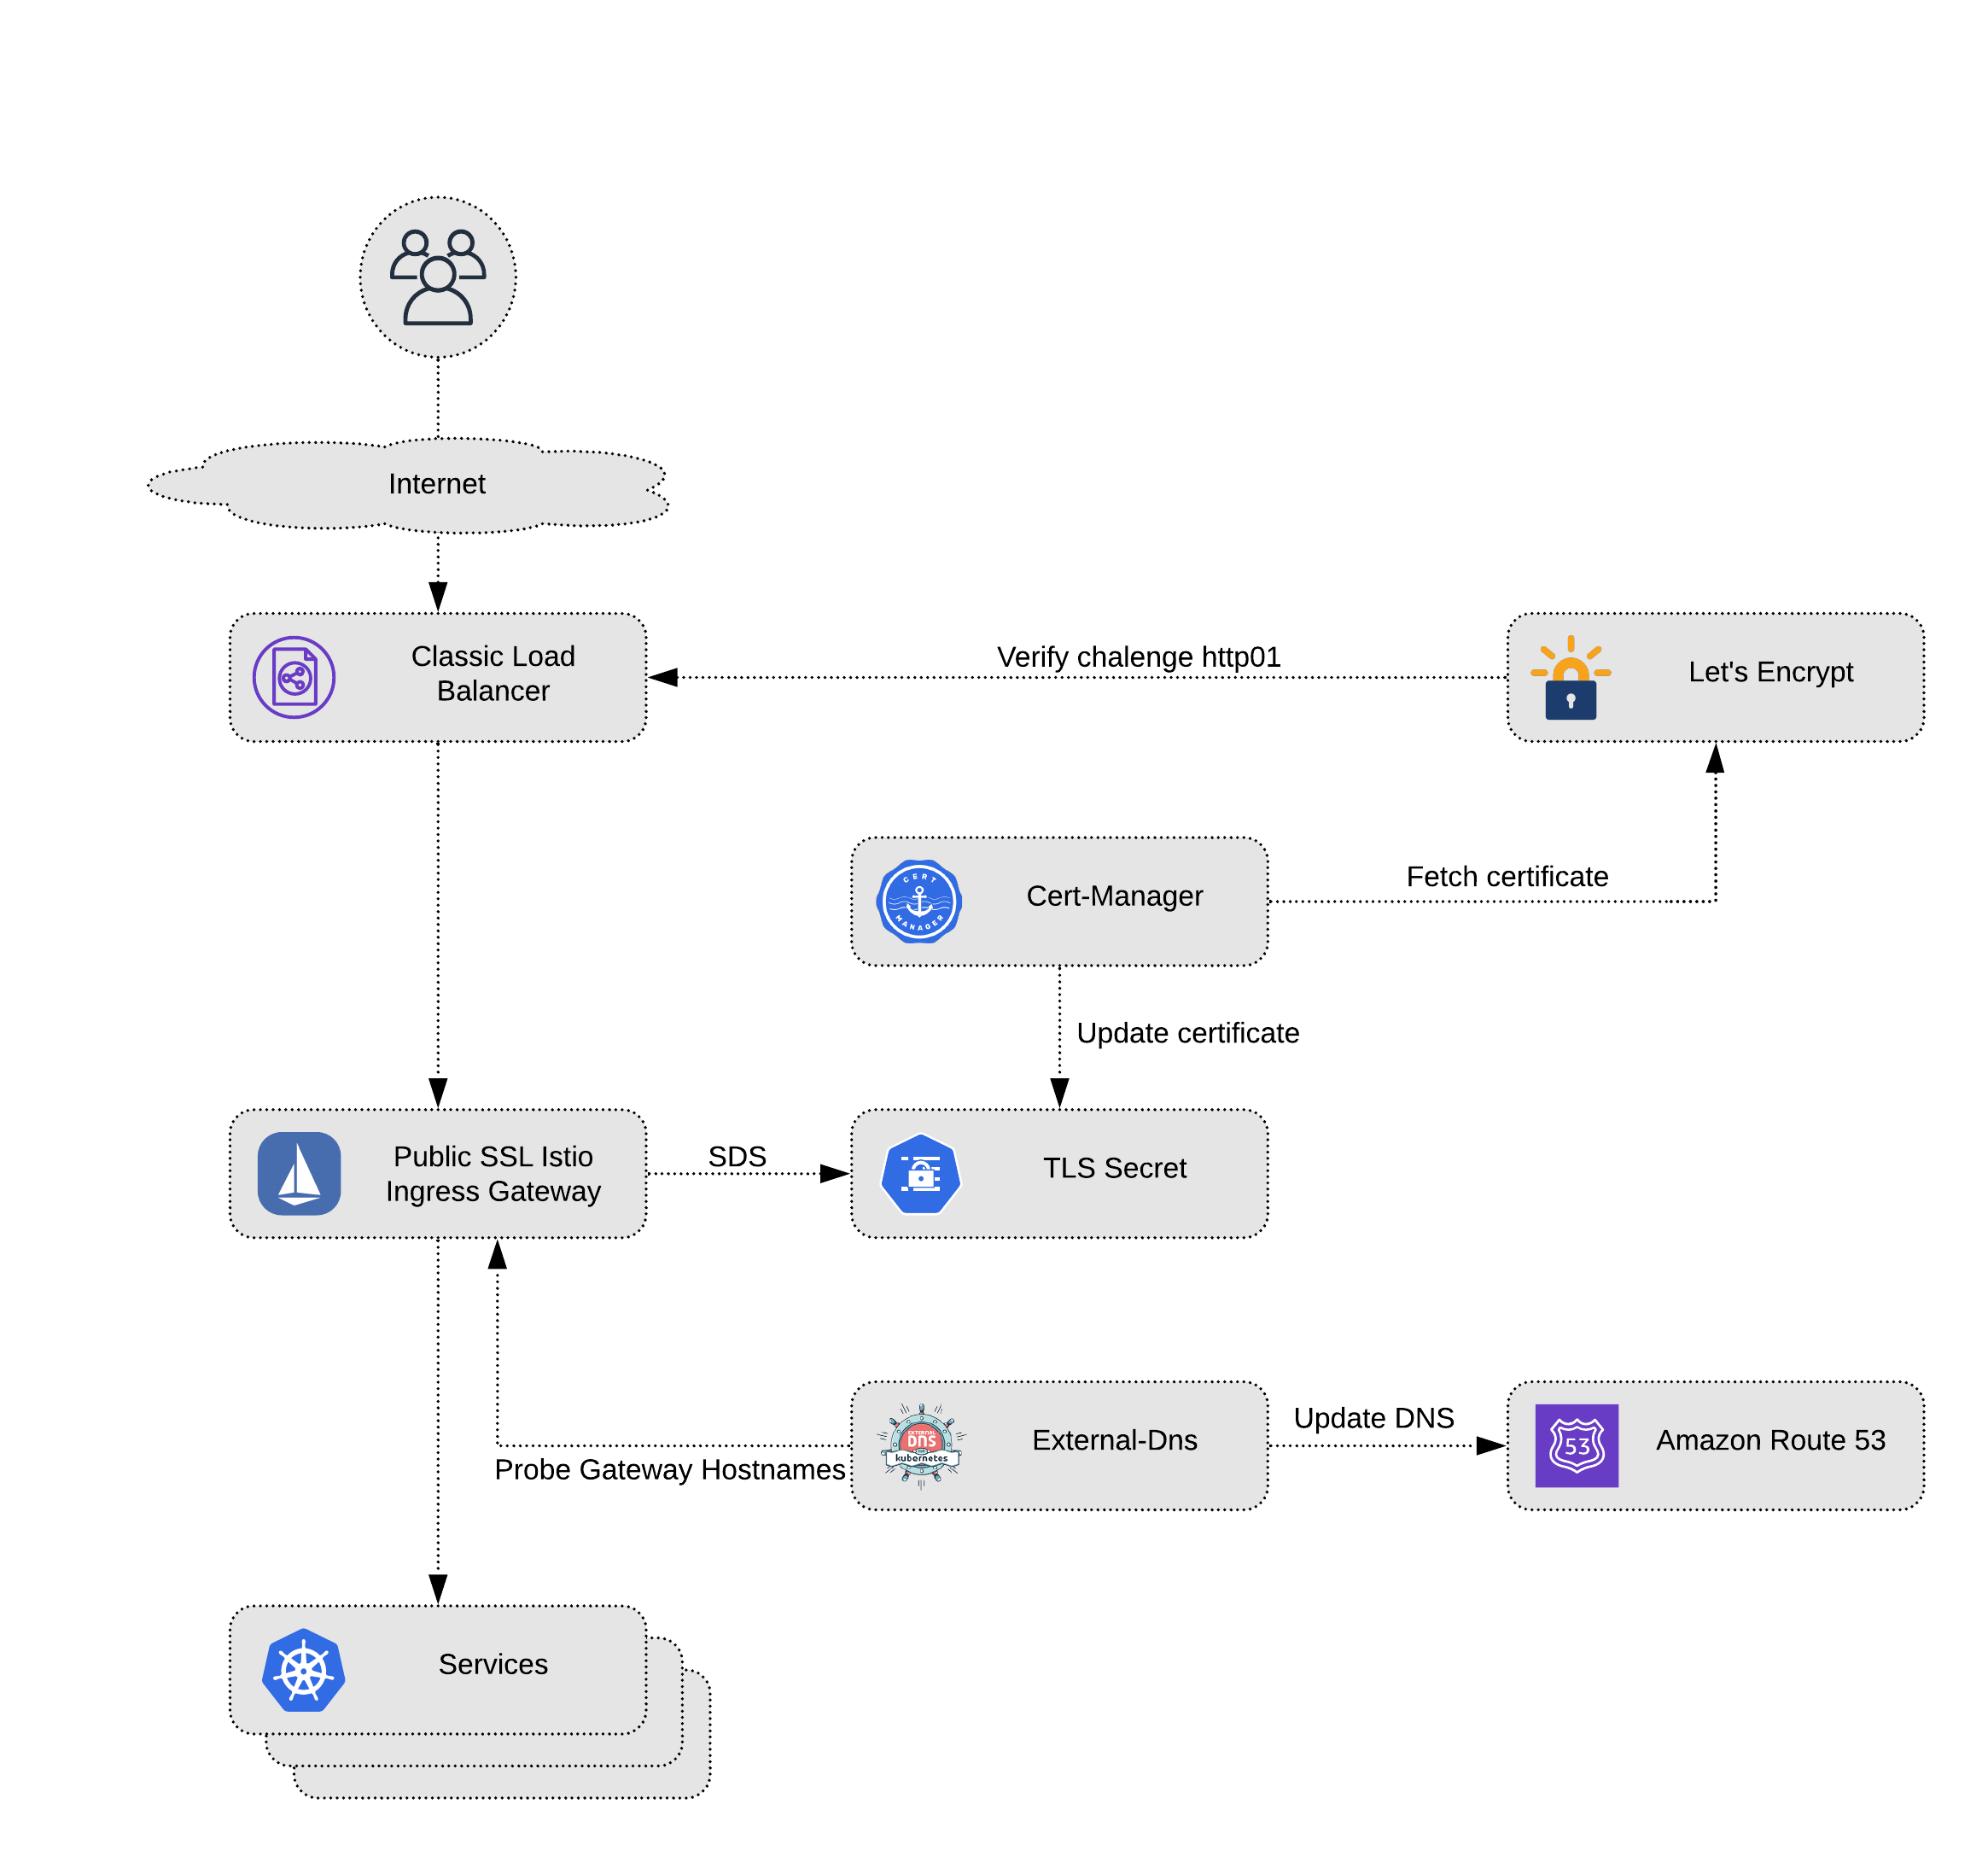 Internet
Classic Load
Balancer
Verify chalenge http01
Let's Encrypt
CERT
MANAGER
Cert-Manager
Fetch certificate
Update certificate
Public SSL Istio
Ingress Gateway
SDS
TLS Secret
EXTERNAL
DNS
FOR
kubernetes
External-Dns
Update DNS
53
Amazon Route 53
Probe Gateway Hostnames
Services